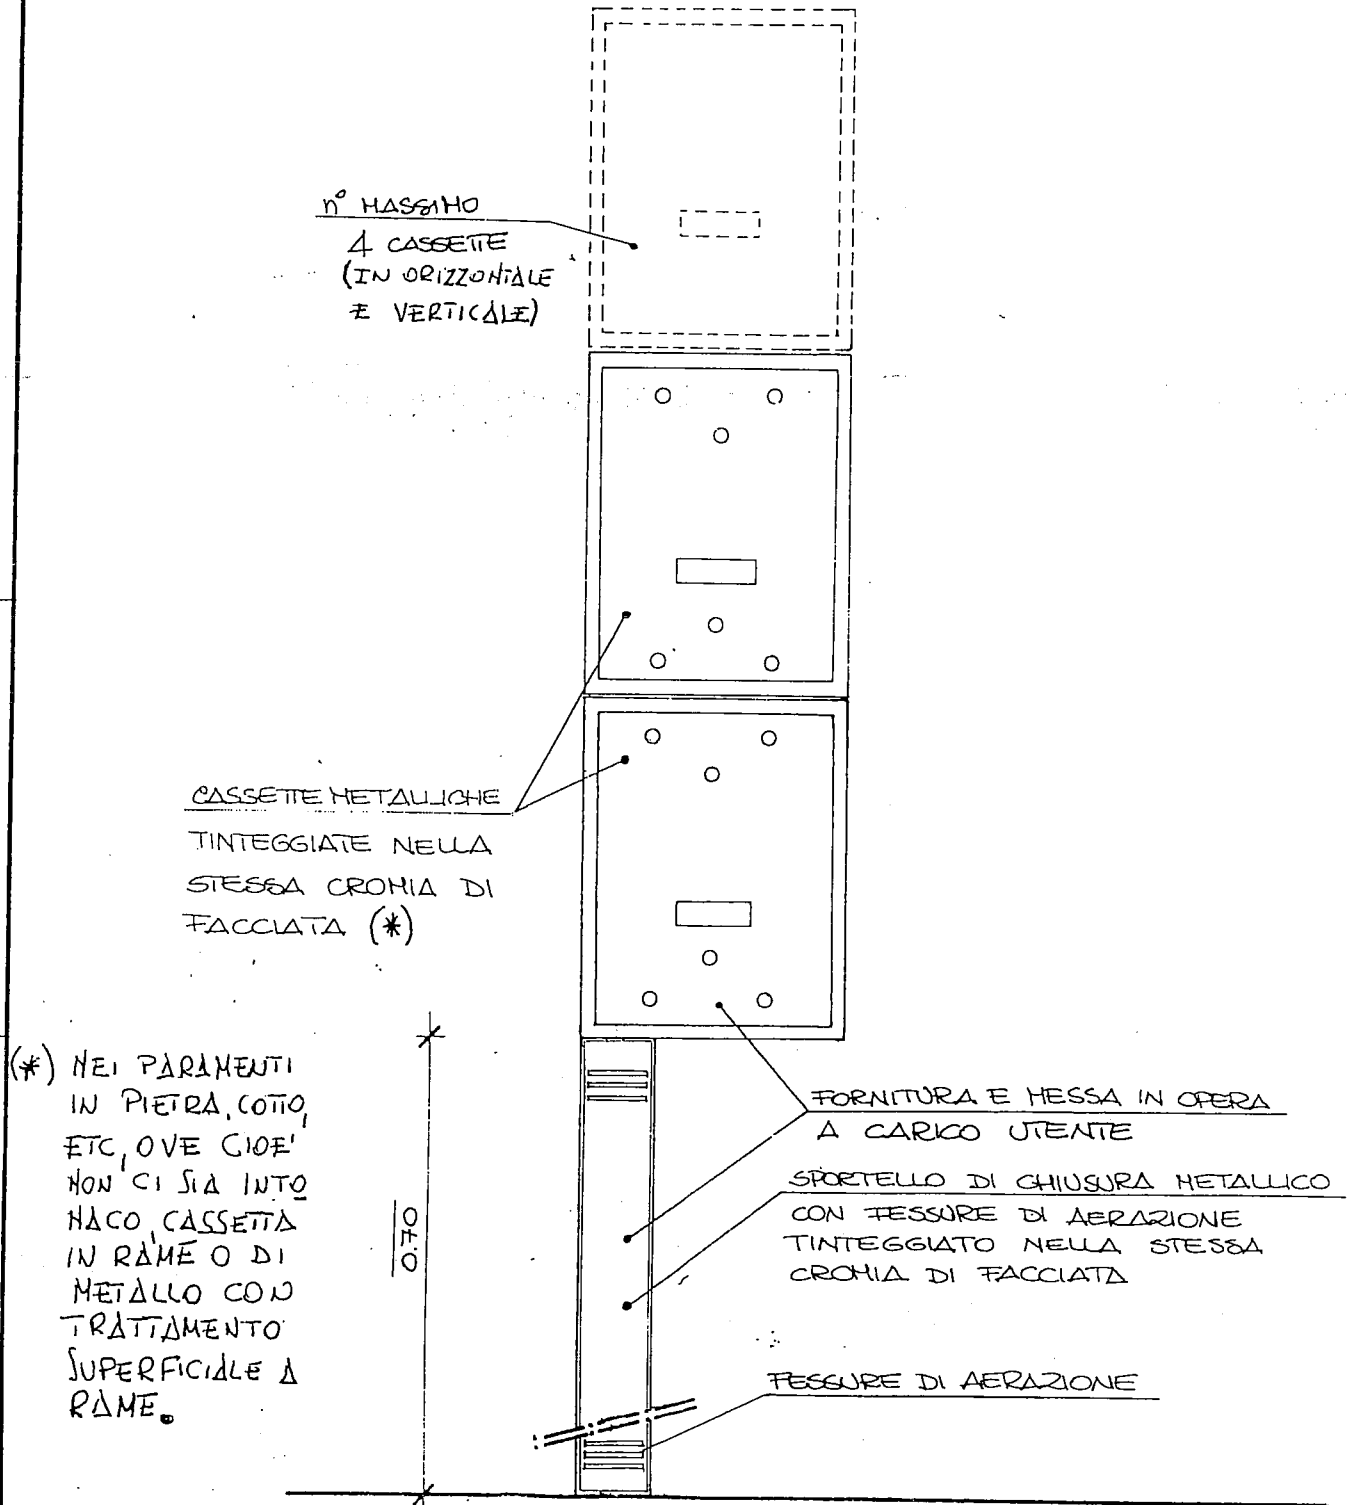 n° MASSIMO
4 CASSETTE
(IN ORIZZONTALE
E VERTICALE)
CASSETTE METALLICHE
TINTEGGIATE NELLA
STESSA CROMIA DI
FACCIATA (*)
(*) NEI PARAMENTI
IN PIETRA, COTTO,
ETC, OVE CIOE'
NON CI SIA INTO
NACO, CASSETTA
IN RAME O DI
METALLO CON
TRATTAMENTO
SUPERFICIALE A
RAME.
0.70
FORNITURA E MESSA IN OPERA
A CARICO UTENTE
SPORTELLO DI CHIUSURA METALLICO
CON FESSURE DI AERAZIONE
TINTEGGIATO NELLA STESSA
CROMIA DI FACCIATA
FESSURE DI AERAZIONE